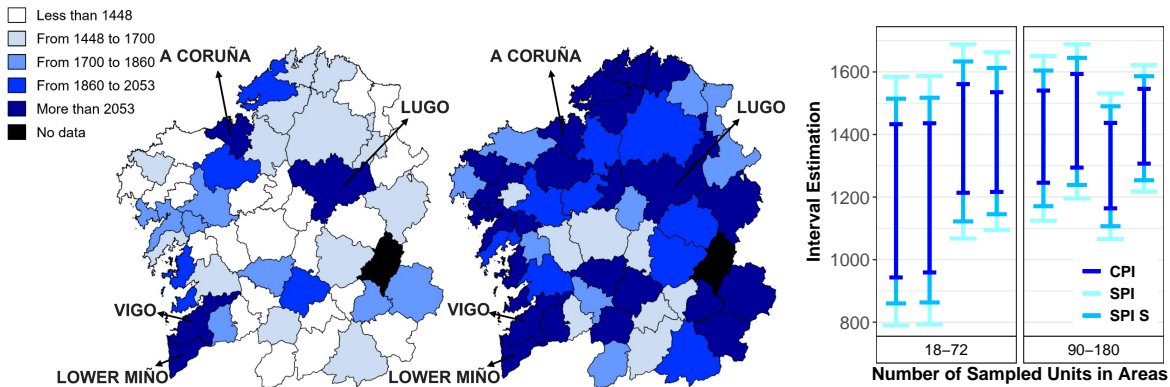 Less than 1448
From 1448 to 1700
From 1700 to 1860
From 1860 to 2053
More than 2053
No data
A CORUÑA
LUGO
VIGO
LOWER MIÑO
A CORUÑA
LUGO
VIGO
LOWER MIÑO
Interval Estimation
1600
1400
1200
1000
800
CPI
SPI
SPI S
18–72
90–180
Number of Sampled Units in Areas